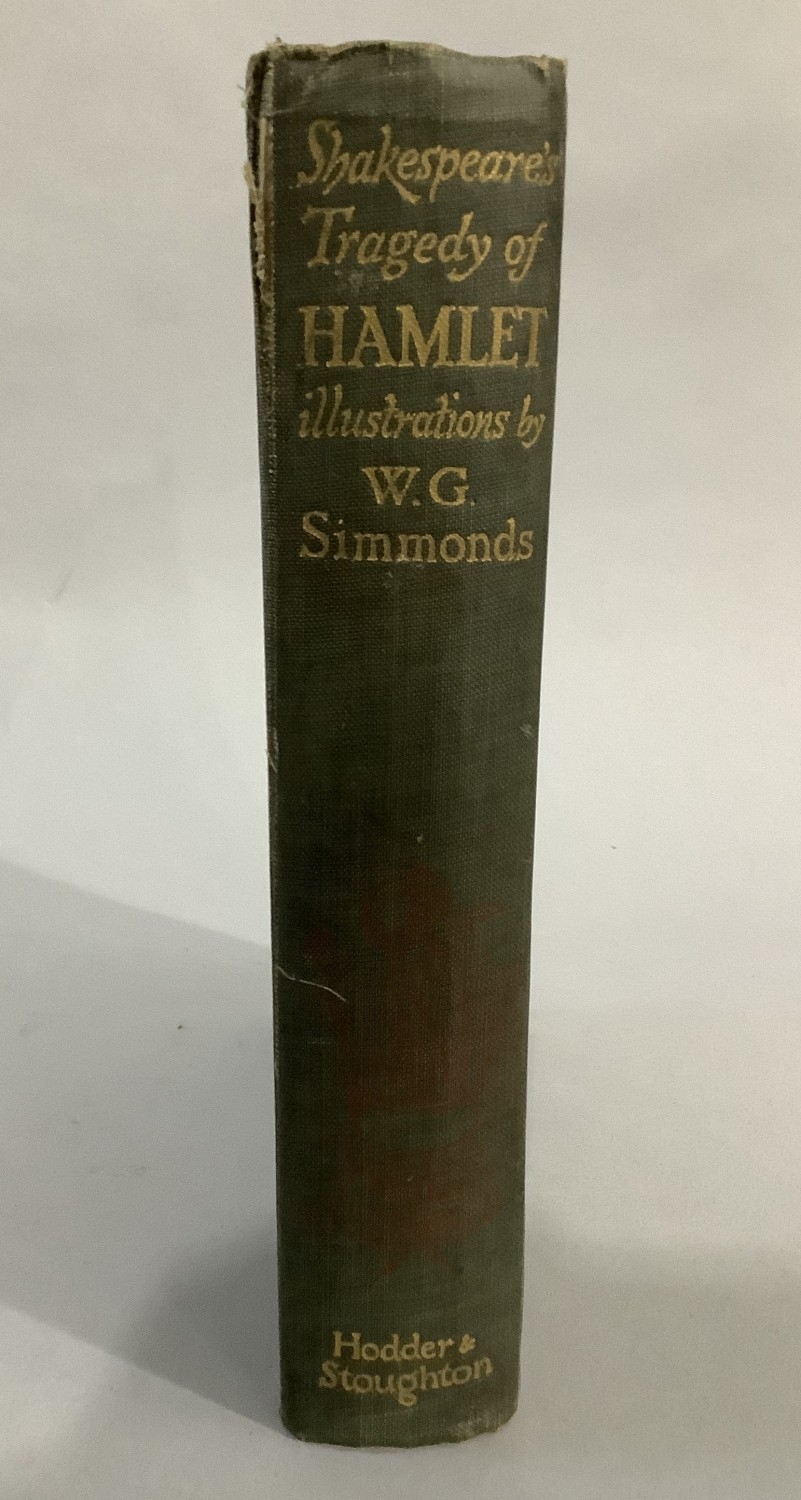 Shakespeare's
Tragedy of
HAMLET
illustrations by
W. G.
Simmonds
Hodder &
Stoughton